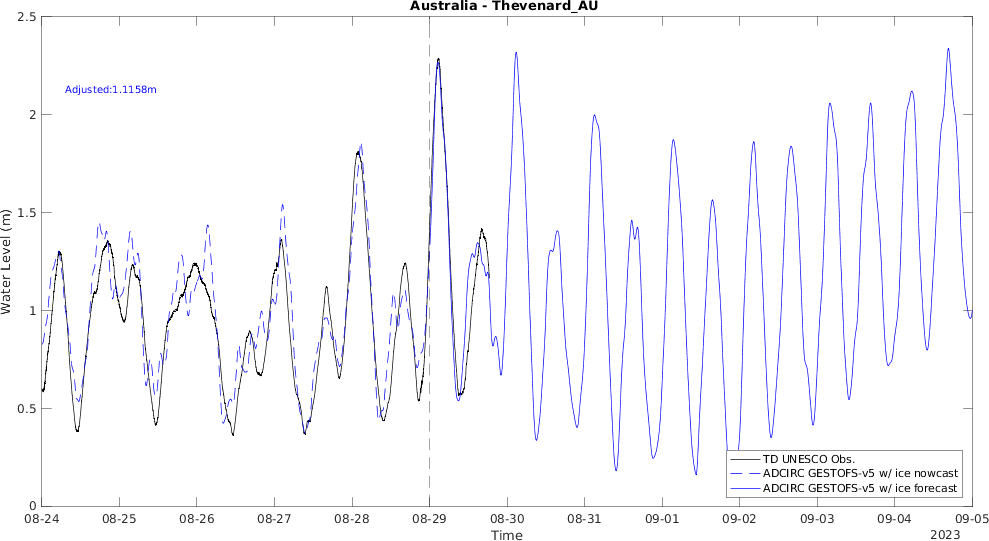 Australia - Thevenard_AU
2.5
2
1.5
1
0.5
0
Water Level (m)
Adjusted:1.1158m
TD UNESCO Obs.
ADCIRC GESTOFS-v5 w/ ice nowcast
ADCIRC GESTOFS-v5 w/ ice forecast
08-24 08-25 08-26 08-27 08-28 08-29 08-30 08-31 09-01 09-02 09-03 09-04 09-05
Time
2023